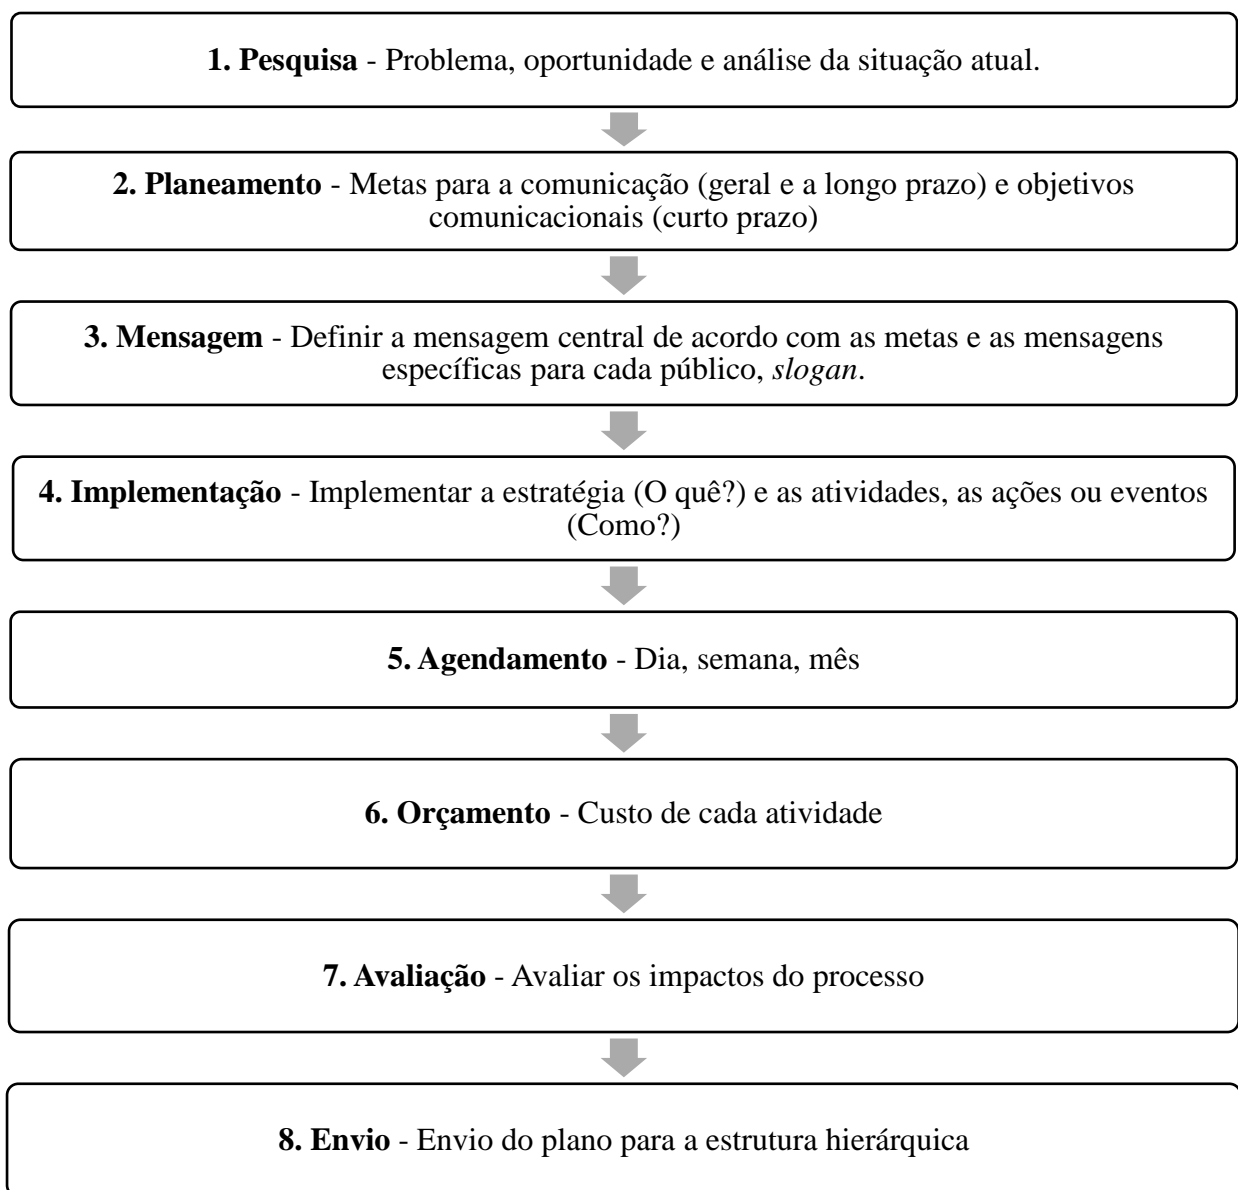 1. Pesquisa - Problema, oportunidade e análise da situação atual.
2. Planeamento - Metas para a comunicação (geral e a longo prazo) e objetivos
comunicacionais (curto prazo)
3. Mensagem - Definir a mensagem central de acordo com as metas e as mensagens
específicas para cada público, slogan.
4. Implementação - Implementar a estratégia (O quê?) e as atividades, as ações ou eventos
(Como?)
5. Agendamento - Dia, semana, mês
6. Orçamento - Custo de cada atividade
7. Avaliação - Avaliar os impactos do processo
8. Envio - Envio do plano para a estrutura hierárquica